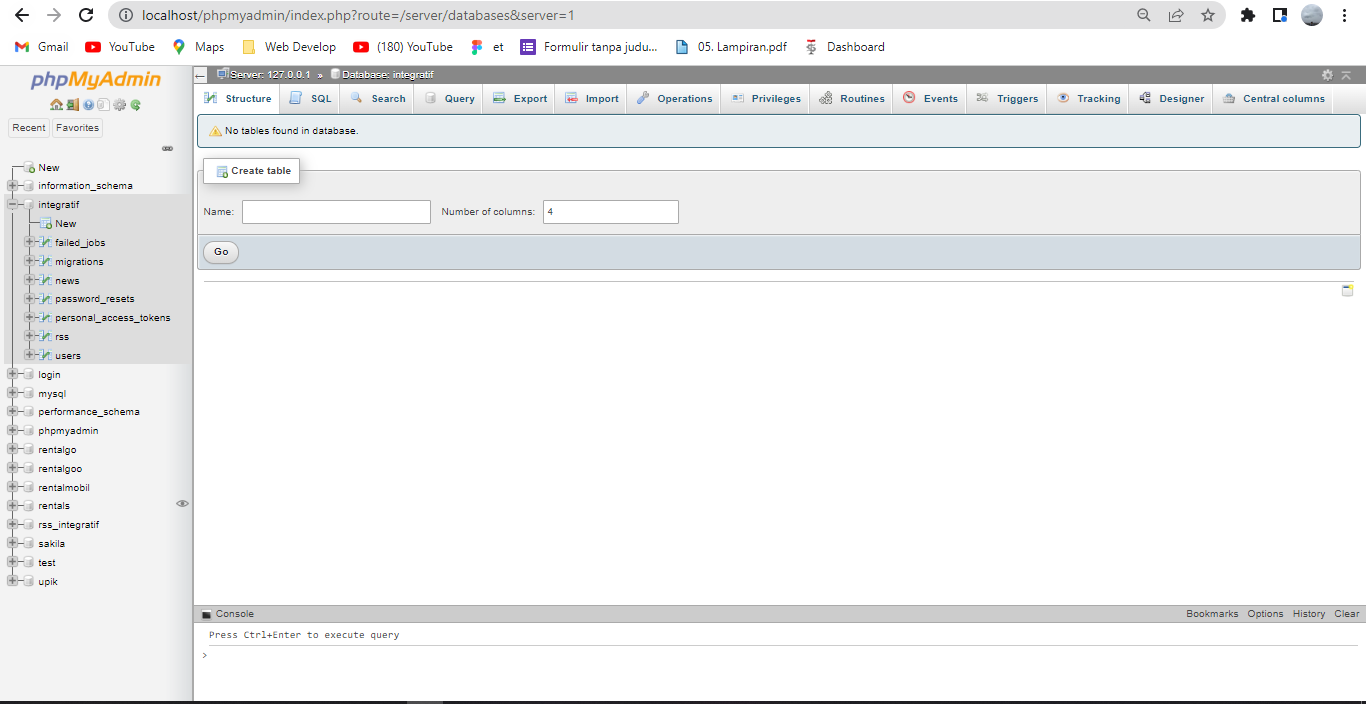 localhost/phpmyadmin/index.php?route=/server/databases&server=1
Gmail YouTube Maps Web Develop (180) YouTube et Formulir tanpa judu... 05. Lampiran.pdf Dashboard
phpMyAdmin
Recent Favorites
New
information_schema
integratif
New
failed_jobs
migrations
news
password_resets
personal_access_tokens
rss
users
login
mysql
performance_schema
phpmyadmin
rentalgo
rentalgoo
rentalmobil
rentals
rss_integratif
sakila
test
upik
Server: 127.0.0.1 » Database: integratif
Structure SQL Search Query Export Import Operations Privileges Routines Events Triggers Tracking Designer Central columns
No tables found in database.
Create table
Name: Number of columns: 4
Go
Console Bookmarks Options History Clear
Press Ctrl+Enter to execute query
>